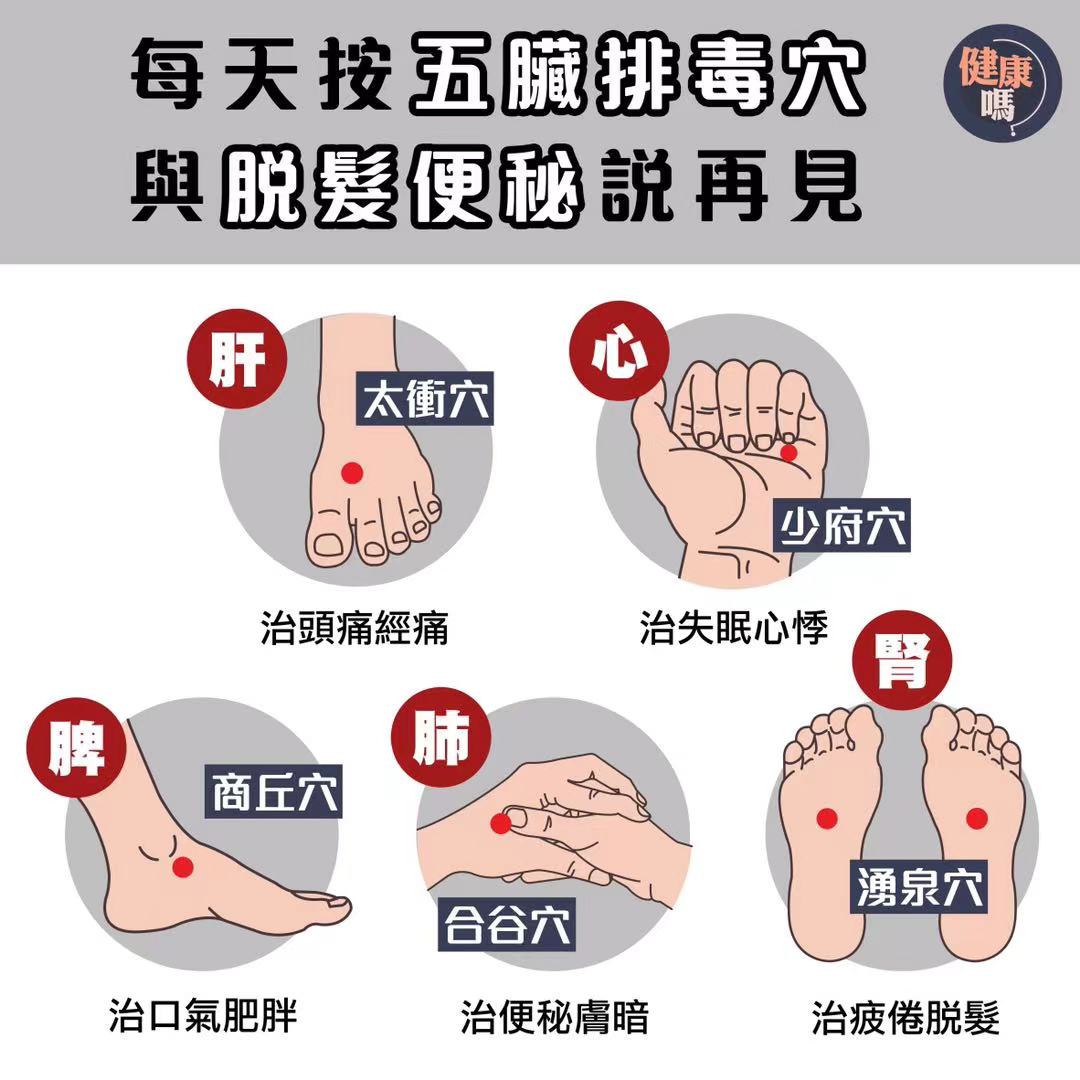 每天按五臟排毒穴
與脫髮便秘説再見
健康
嗎?
肝
太衝穴
治頭痛經痛
心
少府穴
治失眠心悸
脾
商丘穴
治口氣肥胖
肺
合谷穴
治便秘膚暗
腎
湧泉穴
治疲倦脫髮